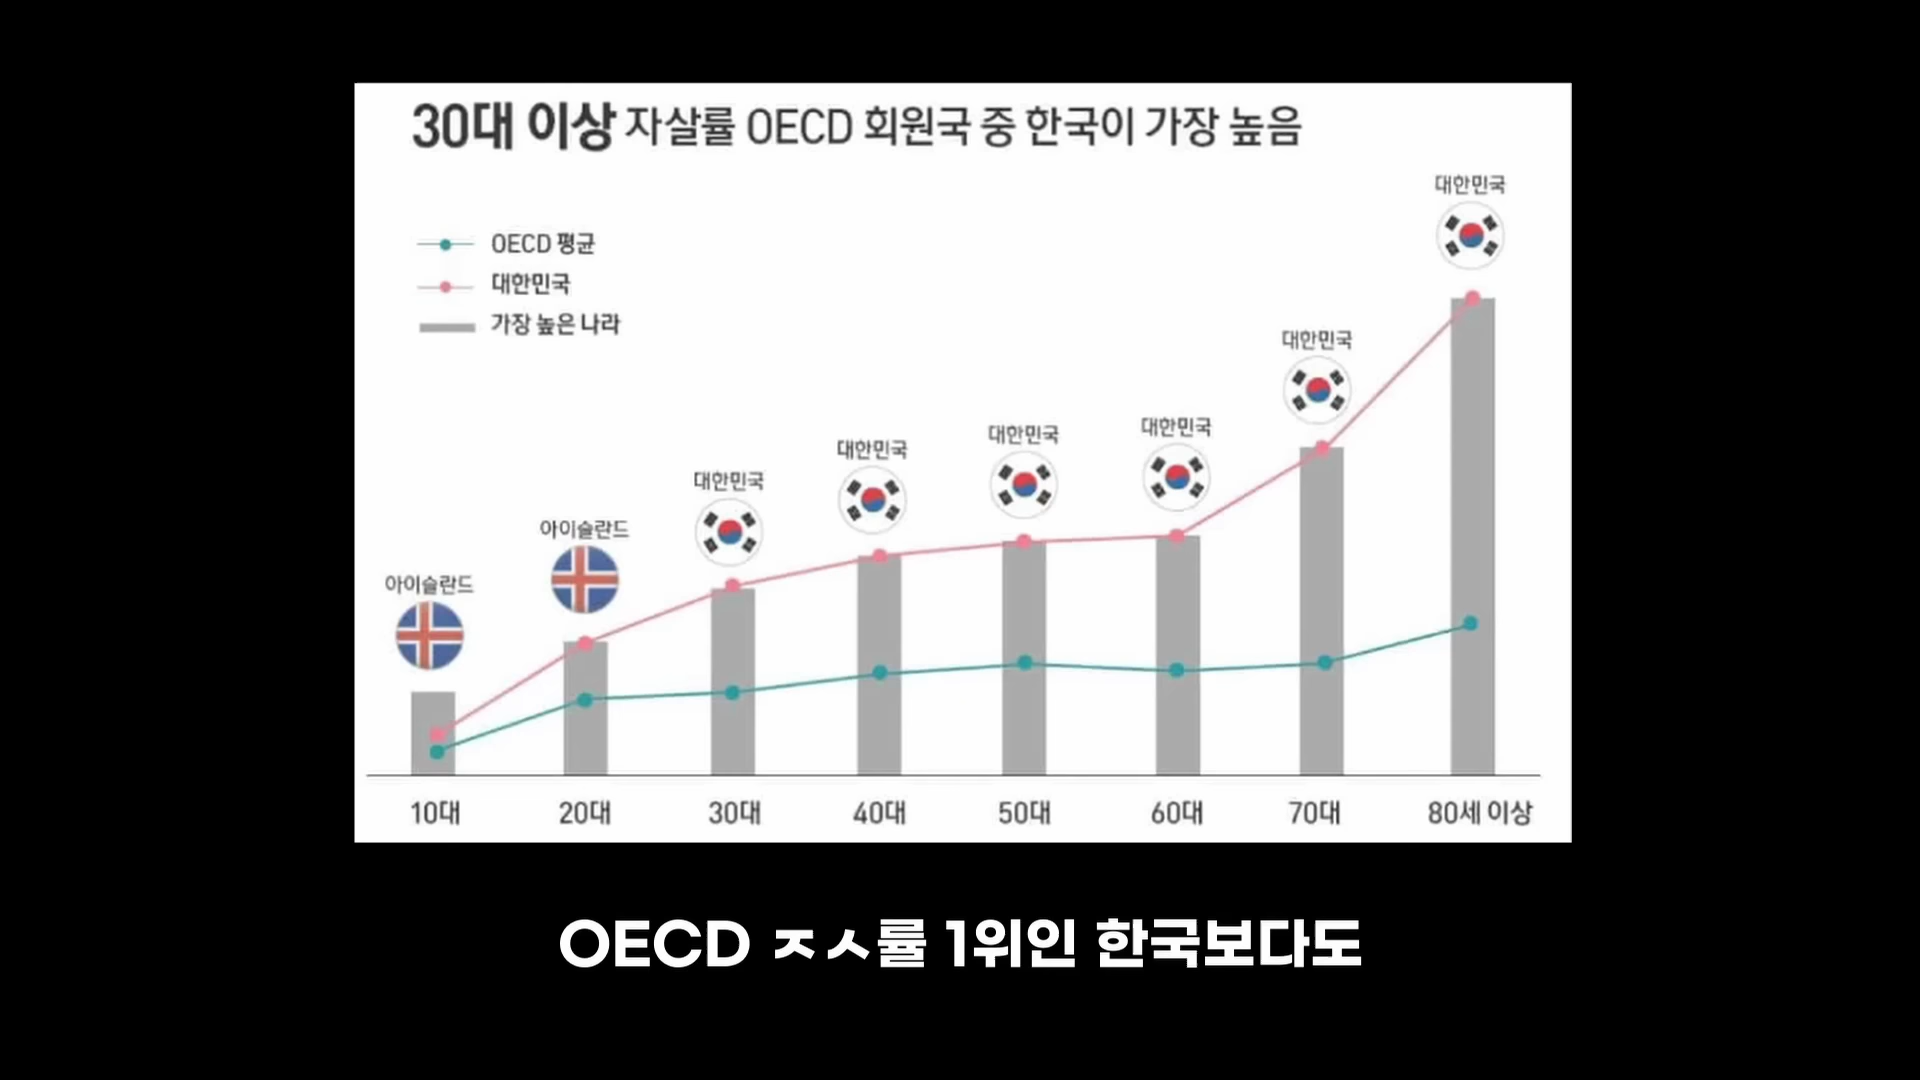 30대 이상 자살률 OECD 회원국 중 한국이 가장 높음
OECD 평균
대한민국
가장 높은 나라
아이슬란드
아이슬란드
대한민국
대한민국
대한민국
대한민국
대한민국
대한민국
10대 20대 30대 40대 50대 60대 70대 80세 이상
OECD ㅈㅅ률 1위인 한국보다도